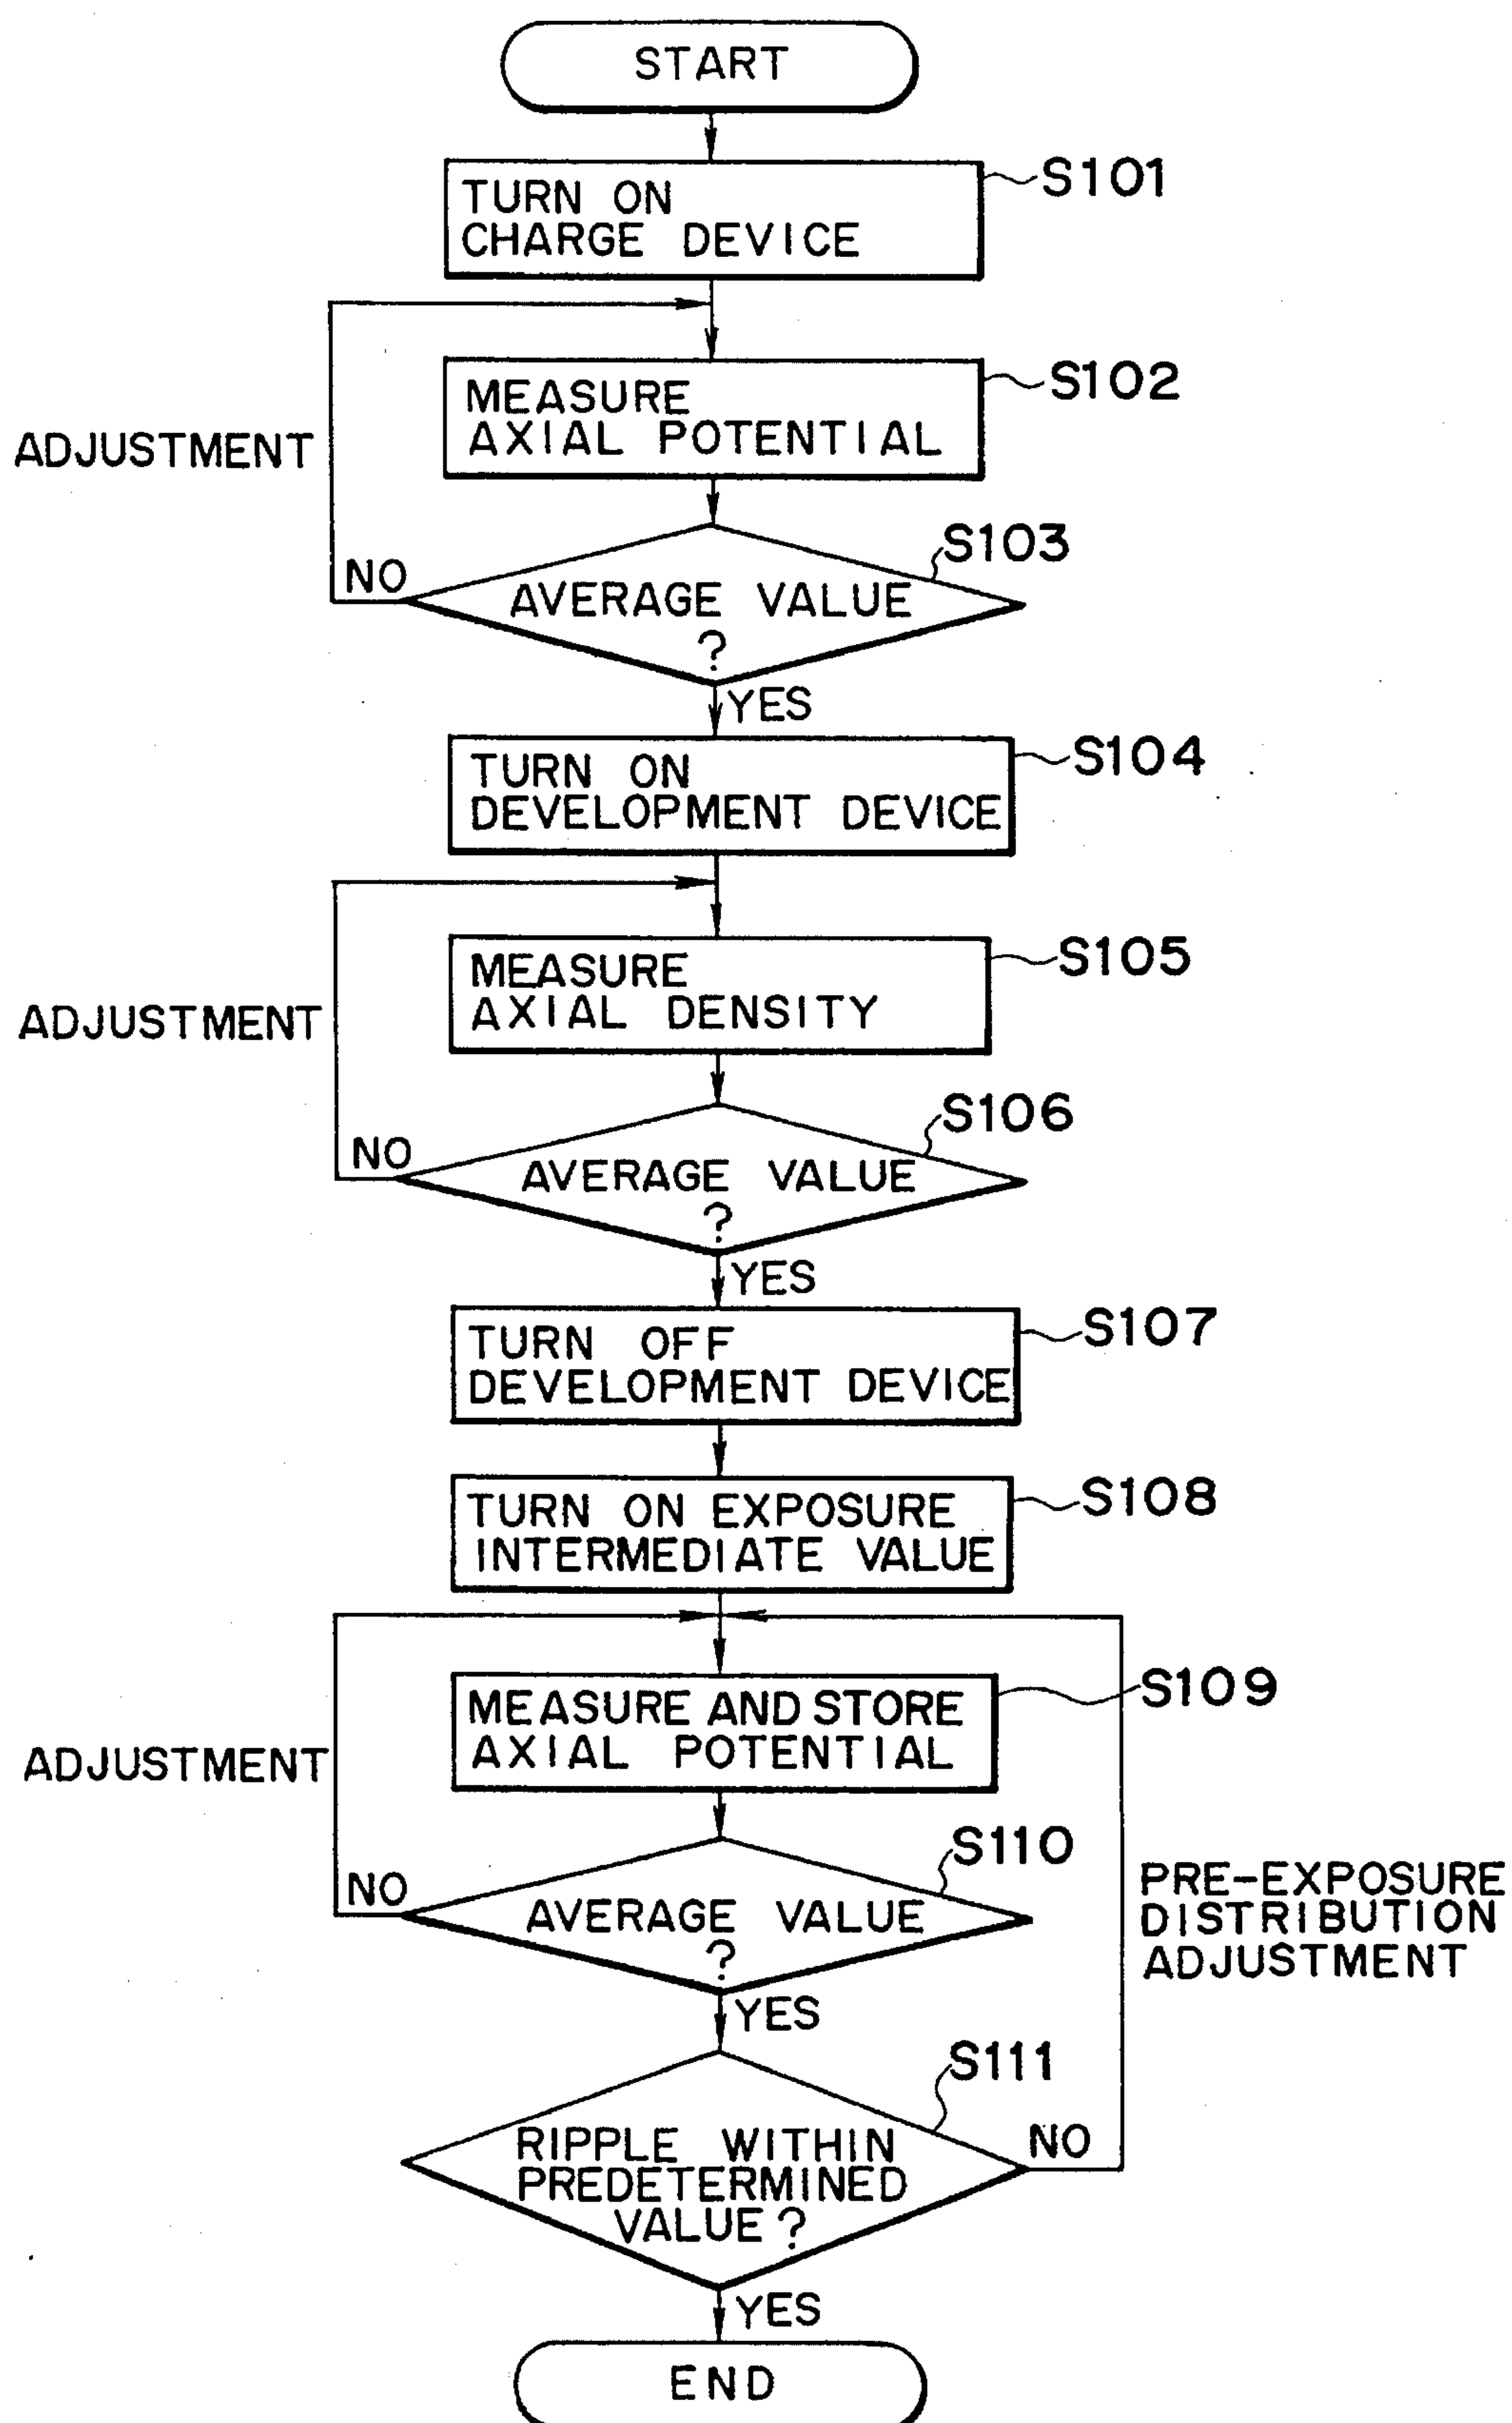 START
S101
TURN ON
CHARGE DEVICE
S102
MEASURE
AXIAL POTENTIAL
ADJUSTMENT
S103
NO
AVERAGE VALUE
?
YES
S104
TURN ON
DEVELOPMENT DEVICE
S105
MEASURE
AXIAL DENSITY
ADJUSTMENT
S106
NO
AVERAGE VALUE
?
YES
S107
TURN OFF
DEVELOPMENT DEVICE
S108
TURN ON EXPOSURE
INTERMEDIATE VALUE
S109
MEASURE AND STORE
AXIAL POTENTIAL
ADJUSTMENT
S110
NO
AVERAGE VALUE
?
PRE-EXPOSURE
DISTRIBUTION
ADJUSTMENT
YES
S111
NO
RIPPLE WITHIN
PREDETERMINED
VALUE?
YES
END